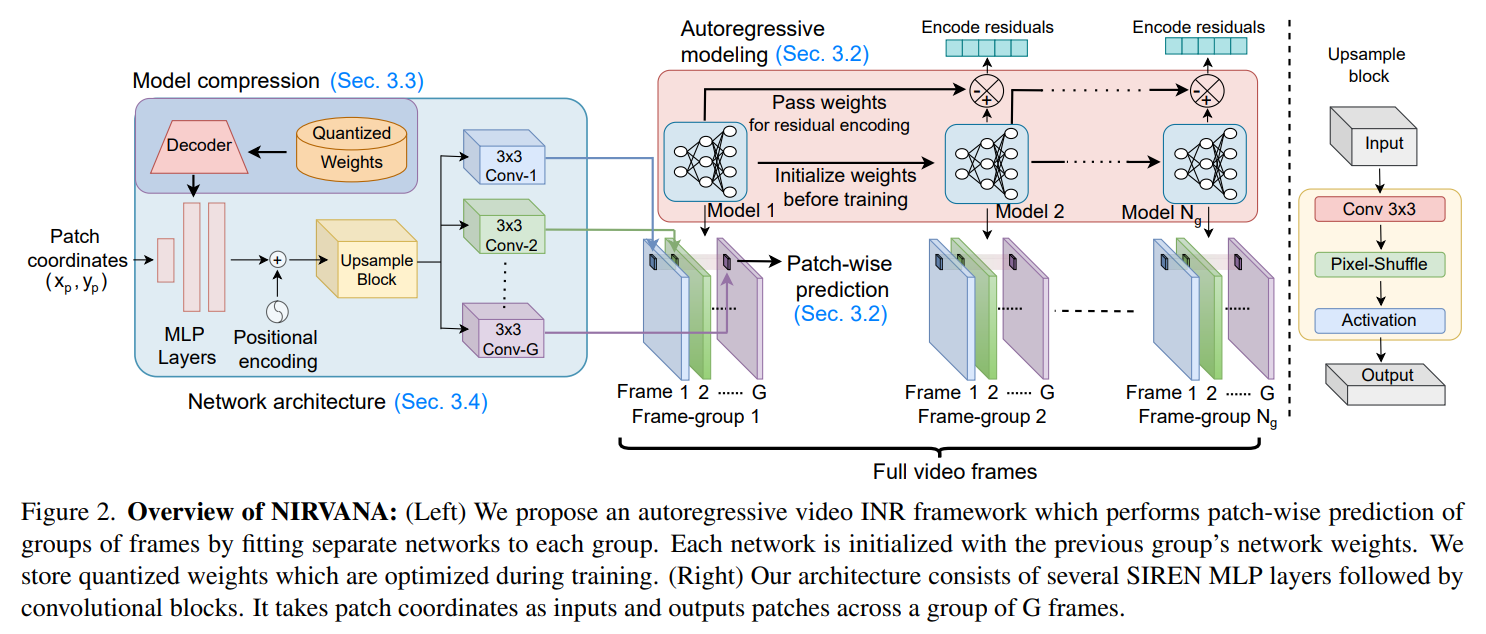 Model compression (Sec. 3.3)
Decoder
Quantized
Weights
Patch
coordinates
(xp, yp)
MLP
Layers
Positional
encoding
+
Upsample
Block
3x3
Conv-1
3x3
Conv-2
3x3
Conv-G
Network architecture (Sec. 3.4)
Autoregressive
modeling (Sec. 3.2)
Encode residuals
Encode residuals
- +
- +
Pass weights
for residual encoding
Initialize weights
before training
Model 1
Model 2
Model Ng
Patch-wise
prediction
(Sec. 3.2)
Frame 1 2 ...... G
Frame-group 1
Frame 1 2 ...... G
Frame-group 2
Frame 1 2 ...... G
Frame-group Ng
Full video frames
Upsample
block
Input
Conv 3x3
Pixel-Shuffle
Activation
Output
Figure 2. Overview of NIRVANA: (Left) We propose an autoregressive video INR framework which performs patch-wise prediction of
groups of frames by fitting separate networks to each group. Each network is initialized with the previous group's network weights. We
store quantized weights which are optimized during training. (Right) Our architecture consists of several SIREN MLP layers followed by
convolutional blocks. It takes patch coordinates as inputs and outputs patches across a group of G frames.